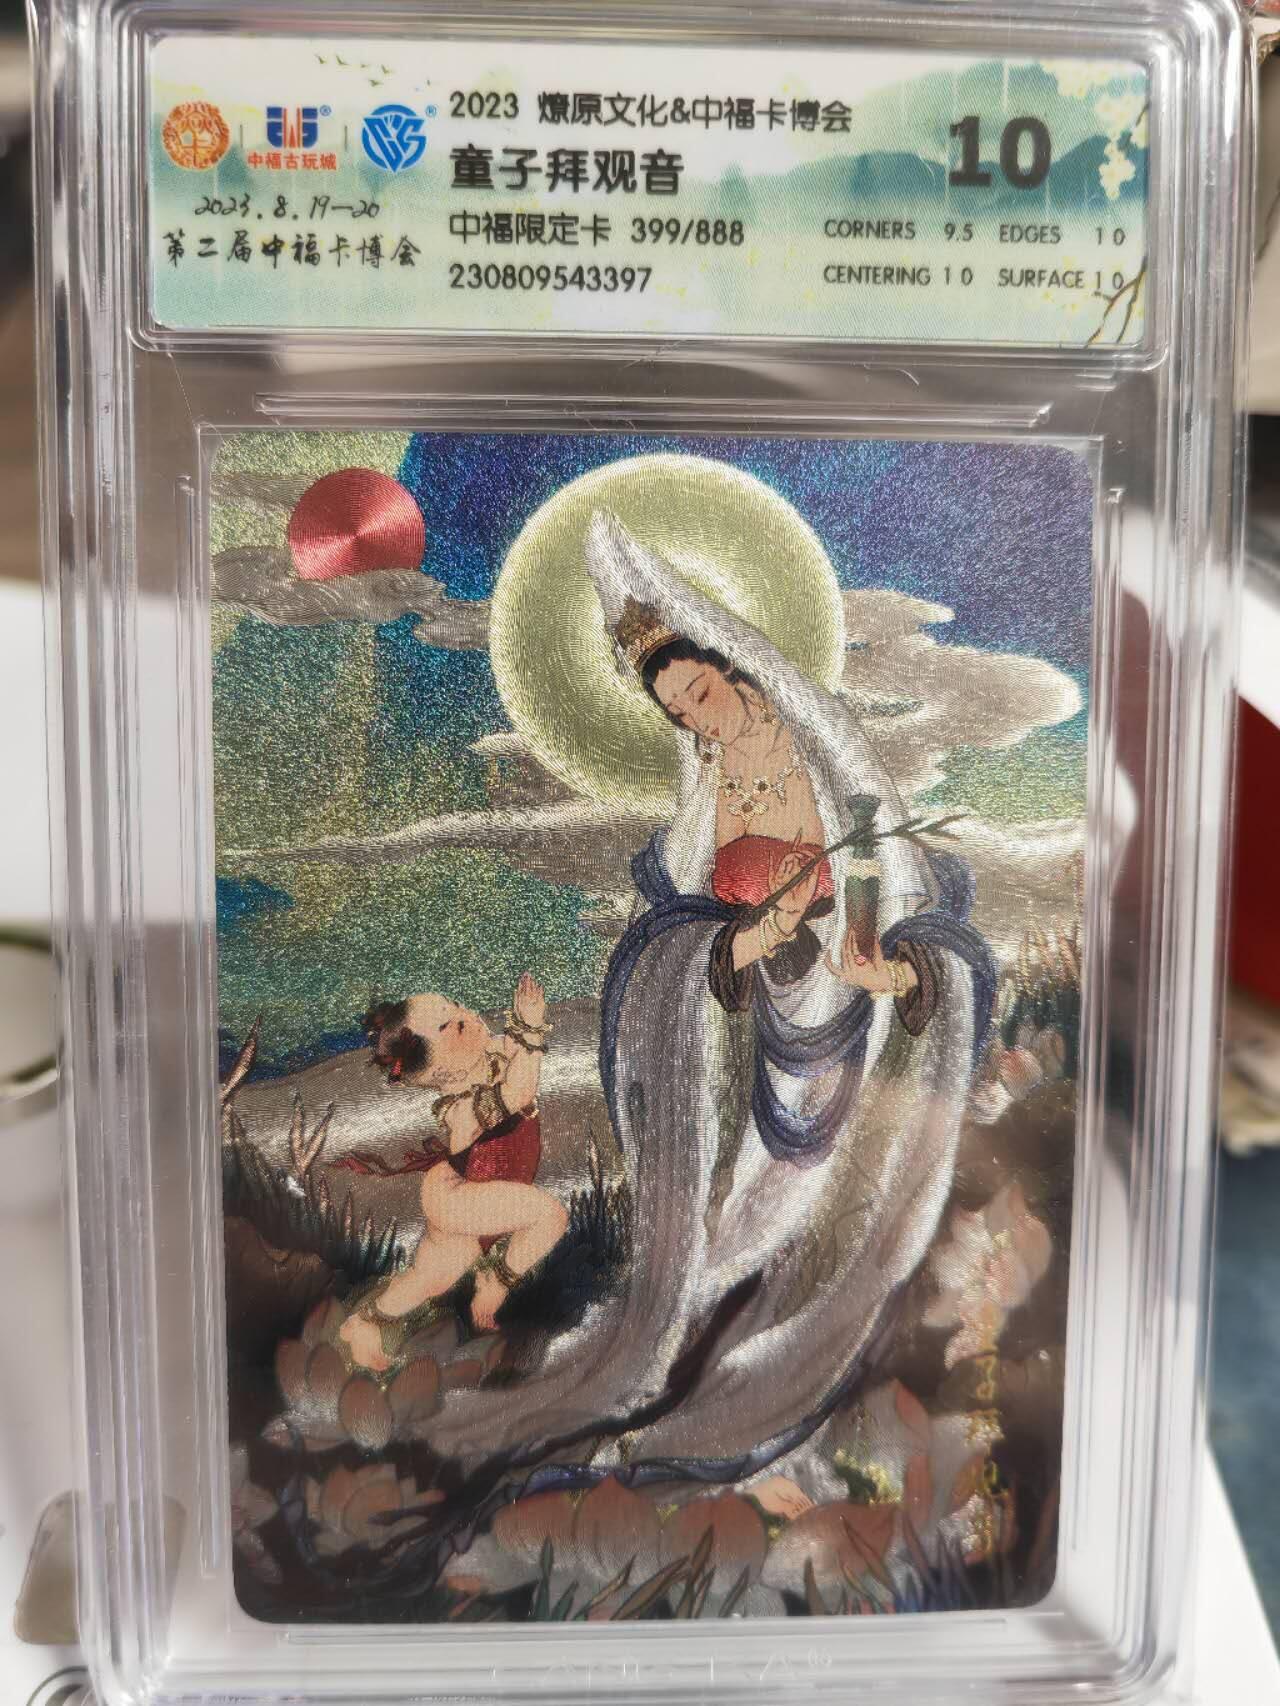 2023 燎原文化&中福卡博会
童子拜观音
中福限定卡 399/888
230809543397
10
CORNERS 9.5 EDGES 10
CENTERING 10 SURFACE 10
中福古玩城
®
CGS®
2023.8.19—20
第二届中福卡博会